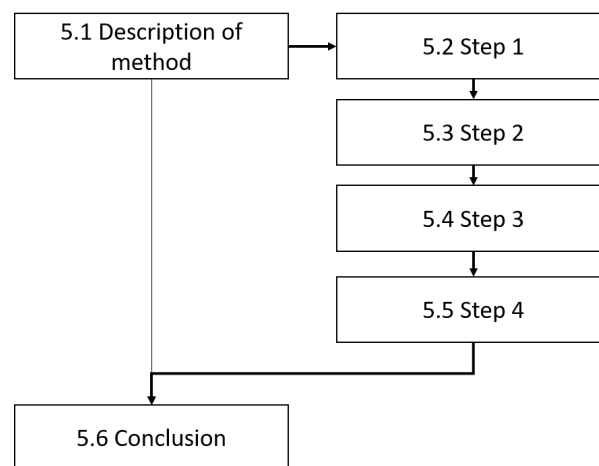 5.1 Description of
method
5.2 Step 1
5.3 Step 2
5.4 Step 3
5.5 Step 4
5.6 Conclusion